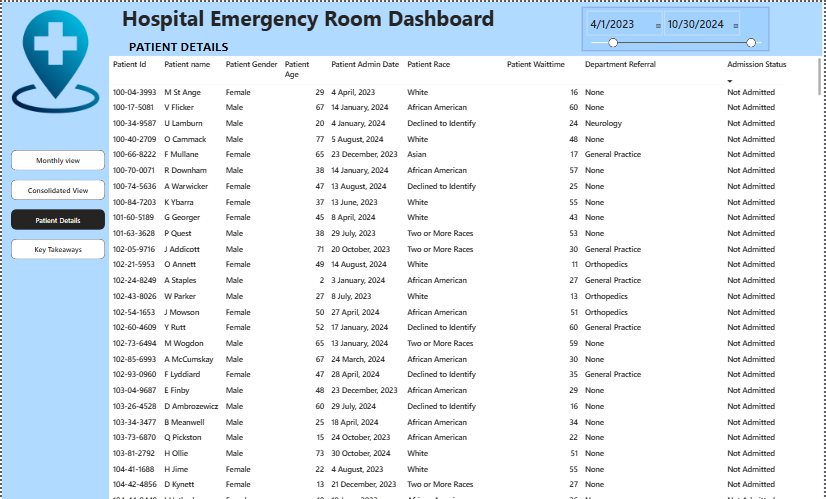 Hospital Emergency Room Dashboard
4/1/2023 10/30/2024
PATIENT DETAILS
Patient Id Patient name Patient Gender Patient Age Patient Admin Date Patient Race Patient Waittime Department Referral Admission Status
100-04-3993 M St Ange Female 29 4 April, 2023 White 16 None Not Admitted
100-17-5081 V Flicker Male 67 14 January, 2024 African American 60 None Not Admitted
100-34-9587 U Lamburn Male 20 4 January, 2024 Declined to Identify 24 Neurology Not Admitted
100-40-2709 O Cammack Male 77 5 August, 2024 White 48 None Not Admitted
100-66-8222 F Mullane Female 65 23 December, 2023 Asian 17 General Practice Not Admitted
100-70-0071 R Downham Male 38 14 January, 2024 African American 57 None Not Admitted
100-74-5636 A Warwicker Female 47 13 August, 2024 Declined to Identify 25 None Not Admitted
100-84-7203 K Ybarra Female 37 13 June, 2023 White 55 None Not Admitted
101-60-5189 G Georger Female 45 8 April, 2024 White 43 None Not Admitted
101-63-3628 P Quest Male 38 29 July, 2023 Two or More Races 53 None Not Admitted
102-05-9716 J Addicott Male 71 20 October, 2023 Two or More Races 30 General Practice Not Admitted
102-21-5953 O Annett Female 49 14 August, 2024 White 11 Orthopedics Not Admitted
102-24-8249 A Staples Male 2 3 January, 2024 African American 27 General Practice Not Admitted
102-43-8026 W Parker Male 27 8 July, 2023 White 13 Orthopedics Not Admitted
102-54-1653 J Mowson Female 50 27 April, 2024 African American 51 Orthopedics Not Admitted
102-60-4609 Y Rutt Female 52 17 January, 2024 Declined to Identify 60 General Practice Not Admitted
102-73-6494 M Wogdon Male 65 13 January, 2024 Two or More Races 59 None Not Admitted
102-85-6993 A McCumskay Male 67 24 March, 2024 African American 30 None Not Admitted
102-93-0960 F Lyddiard Female 47 28 April, 2024 Declined to Identify 35 General Practice Not Admitted
103-04-9687 E Finby Male 48 23 December, 2023 African American 29 None Not Admitted
103-26-4528 D Ambrozewicz Male 60 29 July, 2024 Declined to Identify 16 None Not Admitted
103-34-3477 B Meanwell Male 25 18 April, 2024 African American 34 None Not Admitted
103-73-6870 Q Pickston Male 15 24 October, 2023 African American 22 None Not Admitted
103-81-2792 H Ollie Male 73 30 October, 2024 White 51 None Not Admitted
104-41-1688 H Jime Female 22 4 August, 2023 White 55 None Not Admitted
104-42-4856 D Kynett Female 13 21 December, 2023 Two or More Races 27 None Not Admitted
Monthly view
Consolidated View
Patient Details
Key Takeaways